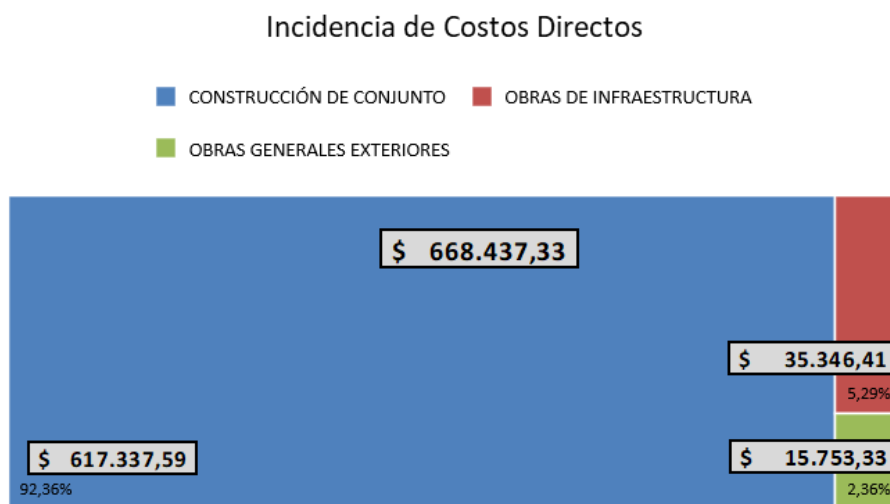 Incidencia de Costos Directos
CONSTRUCCIÓN DE CONJUNTO OBRAS DE INFRAESTRUCTURA
OBRAS GENERALES EXTERIORES
$ 668.437,33
$ 35.346,41
5,29%
$ 617.337,59
92,36%
$ 15.753,33
2,36%